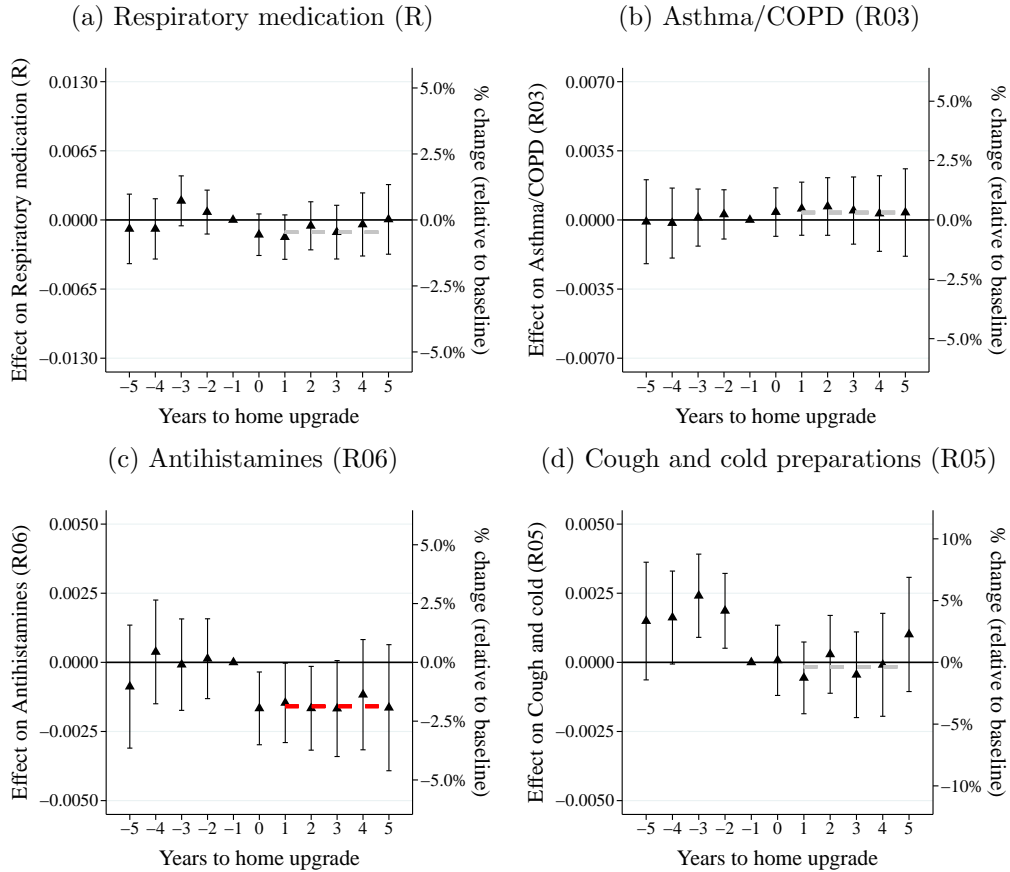 (a) Respiratory medication (R)
Effect on Respiratory medication (R)
0.0130
0.0065
0.0000
−0.0065
−0.0130
5.0%
2.5%
0.0%
−2.5%
−5.0%
% change (relative to baseline)
−5 −4 −3 −2 −1 0 1 2 3 4 5
Years to home upgrade
(b) Asthma/COPD (R03)
Effect on Asthma/COPD (R03)
0.0070
0.0035
0.0000
−0.0035
−0.0070
5.0%
2.5%
0.0%
−2.5%
−5.0%
% change (relative to baseline)
−5 −4 −3 −2 −1 0 1 2 3 4 5
Years to home upgrade
(c) Antihistamines (R06)
Effect on Antihistamines (R06)
0.0050
0.0025
0.0000
−0.0025
−0.0050
5.0%
2.5%
0.0%
−2.5%
−5.0%
% change (relative to baseline)
−5 −4 −3 −2 −1 0 1 2 3 4 5
Years to home upgrade
(d) Cough and cold preparations (R05)
Effect on Cough and cold (R05)
0.0050
0.0025
0.0000
−0.0025
−0.0050
10%
5%
0%
−5%
−10%
% change (relative to baseline)
−5 −4 −3 −2 −1 0 1 2 3 4 5
Years to home upgrade